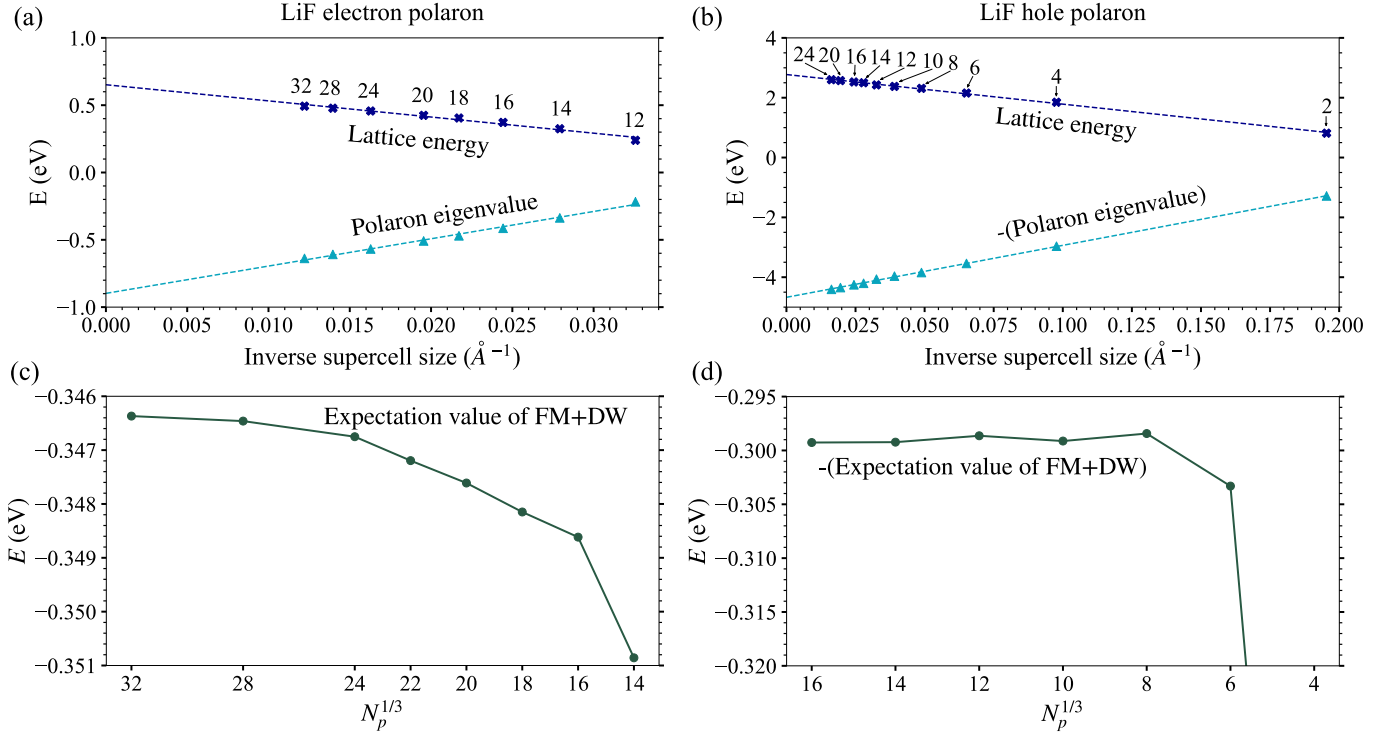 (a)
LiF electron polaron
1.0
0.5
0.0
−0.5
−1.0
E (eV)
32 28 24 20 18 16 14 12
Lattice energy
Polaron eigenvalue
0.000 0.005 0.010 0.015 0.020 0.025 0.030
Inverse supercell size (Å⁻¹)
(b)
LiF hole polaron
4
2
0
−2
−4
E (eV)
24 20 16 14 12 10 8 6 4 2
Lattice energy
-(Polaron eigenvalue)
0.000 0.025 0.050 0.075 0.100 0.125 0.150 0.175 0.200
Inverse supercell size (Å⁻¹)
(c)
−0.346
−0.347
−0.348
−0.349
−0.350
−0.351
E (eV)
Expectation value of FM+DW
32 28 24 22 20 18 16 14
N_p^{1/3}
(d)
−0.295
−0.300
−0.305
−0.310
−0.315
−0.320
E (eV)
-(Expectation value of FM+DW)
16 14 12 10 8 6 4
N_p^{1/3}